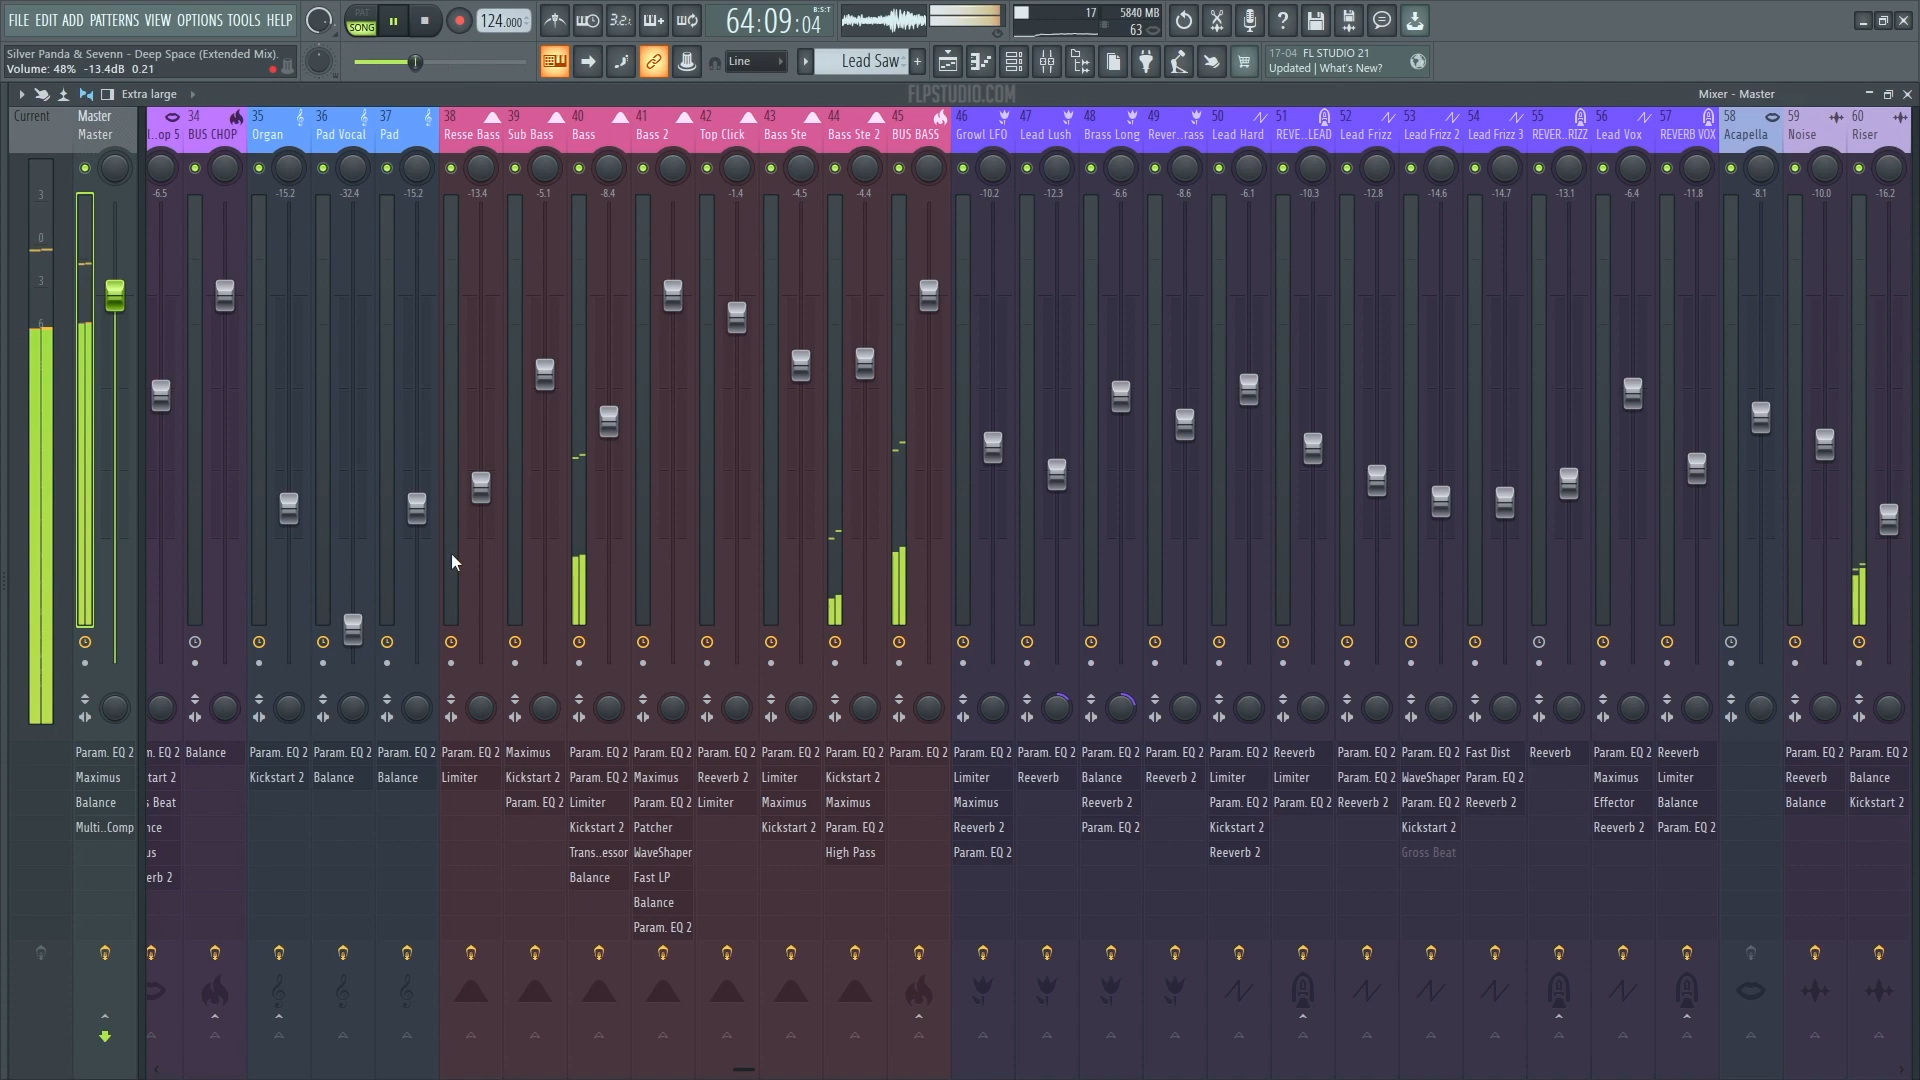 FILE EDIT ADD PATTERNS VIEW OPTIONS TOOLS HELP
PAT
SONG
124.000
3.2.
64:09:04
B:S:T
17
5840 MB
63
Silver Panda & Sevenn - Deep Space (Extended Mix).
Volume: 48% -13.4dB 0.21
Line
Lead Saw
17-04 FL STUDIO 21
Updated | What's New?
Extra large
FLPSTUDIO.COM
Mixer - Master
Current
Master
34 35 36 37 38 39 40 41 42 43 44 45 46 47 48 49 50 51 52 53 54 55 56 57 58 59 60
Master l..op 5 BUS CHOP Organ Pad Vocal Pad Resse Bass Sub Bass Bass Bass 2 Top Click Bass Ste Bass Ste 2 BUS BASS Growl LFO Lead Lush Brass Long Rever..rass Lead Hard REVE..LEAD Lead Frizz Lead Frizz 2 Lead Frizz 3 REVER..RIZZ Lead Vox REVERB VOX Acapella Noise Riser
3 -6.5 -15.2 -32.4 -15.2 -13.4 -5.1 -8.4 -1.4 -4.5 -4.4 -10.2 -12.3 -6.6 -8.6 -6.1 -10.3 -12.8 -14.6 -14.7 -13.1 -6.4 -11.8 -8.1 -10.0 -16.2
0
3
6
Param. EQ 2 m. EQ 2 Balance Param. EQ 2 Param. EQ 2 Param. EQ 2 Param. EQ 2 Maximus Param. EQ 2 Param. EQ 2 Param. EQ 2 Param. EQ 2 Param. EQ 2 Param. EQ 2 Param. EQ 2 Param. EQ 2 Param. EQ 2 Param. EQ 2 Param. EQ 2 Reeverb Param. EQ 2 Param. EQ 2 Fast Dist Reeverb Param. EQ 2 Reeverb Param. EQ 2 Param. EQ 2
Maximus tart 2 Kickstart 2 Balance Balance Limiter Kickstart 2 Param. EQ 2 Maximus Reeverb 2 Limiter Kickstart 2 Limiter Reeverb Balance Reeverb 2 Limiter Limiter Param. EQ 2 WaveShaper Param. EQ 2 Maximus Limiter Reeverb Balance
Balance s Beat Param. EQ 2 Limiter Param. EQ 2 Limiter Maximus Maximus Maximus Reeverb 2 Param. EQ 2 Param. EQ 2 Reeverb 2 Param. EQ 2 Reeverb 2 Effector Balance Balance Kickstart 2
Multi..Comp nce Kickstart 2 Patcher Kickstart 2 Param. EQ 2 Reeverb 2 Param. EQ 2 Kickstart 2 Kickstart 2 Reeverb 2 Param. EQ 2
us Trans..essor WaveShaper High Pass Param. EQ 2 Reeverb 2 Gross Beat
erb 2 Balance Fast LP
Balance
Param. EQ 2